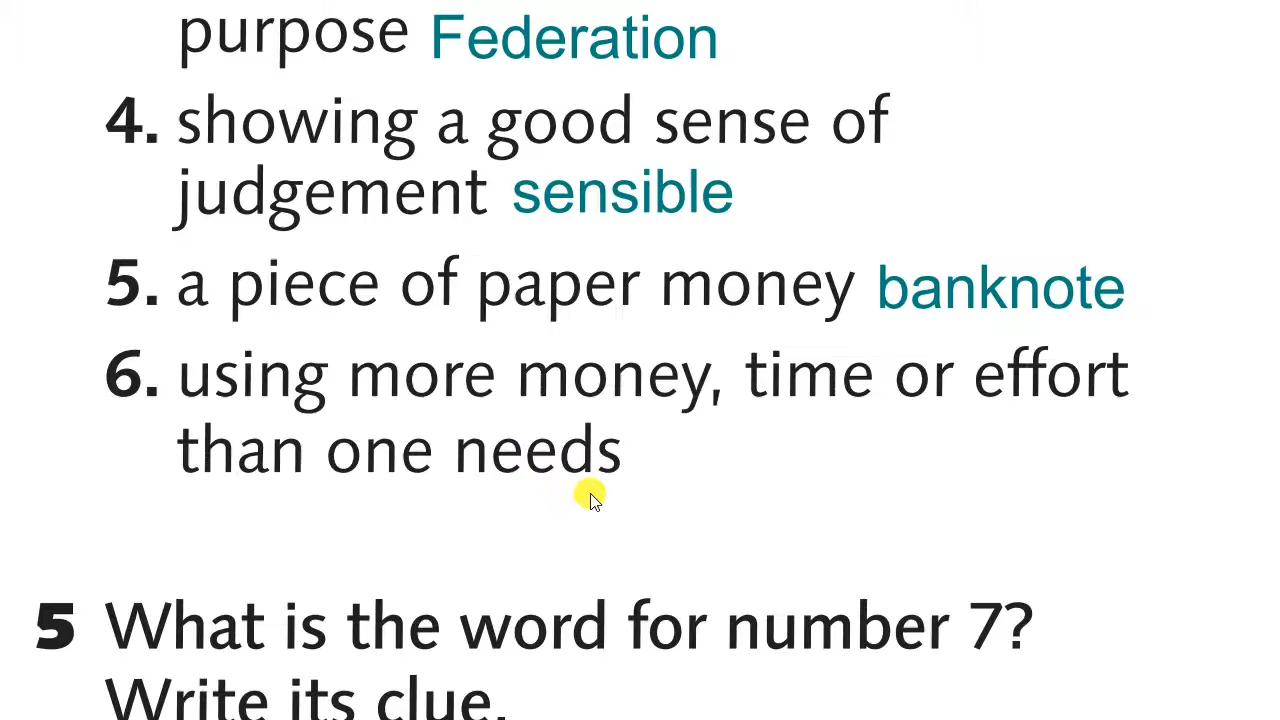 purpose Federation
4. showing a good sense of
judgement sensible
5. a piece of paper money banknote
6. using more money, time or effort
than one needs
5 What is the word for number 7?
Write its clue.